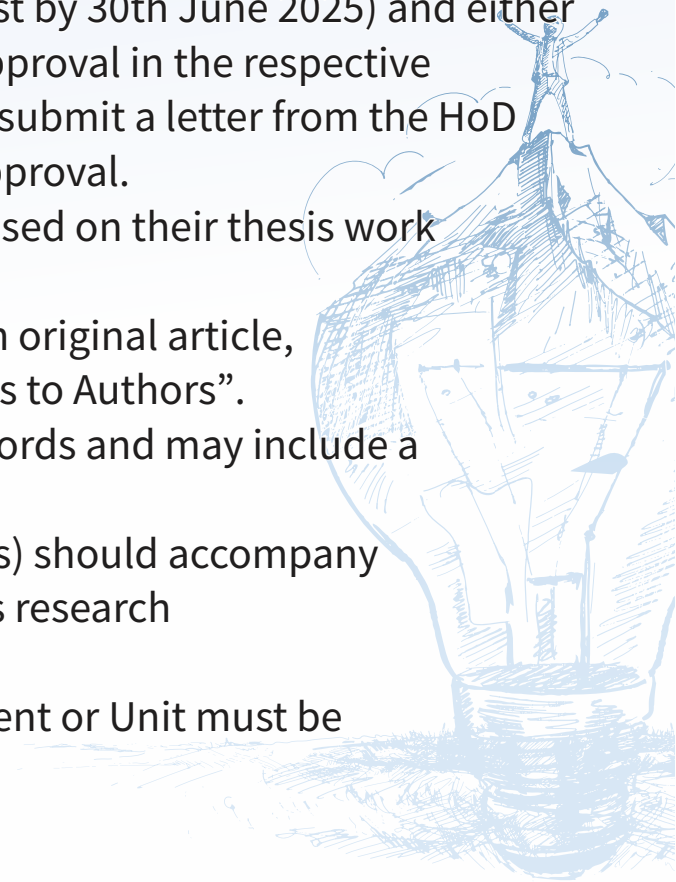 st by 30th June 2025) and either
pproval in the respective
submit a letter from the HoD
pproval.
sed on their thesis work
n original article,
s to Authors”.
ords and may include a
s) should accompany
s research
ent or Unit must be